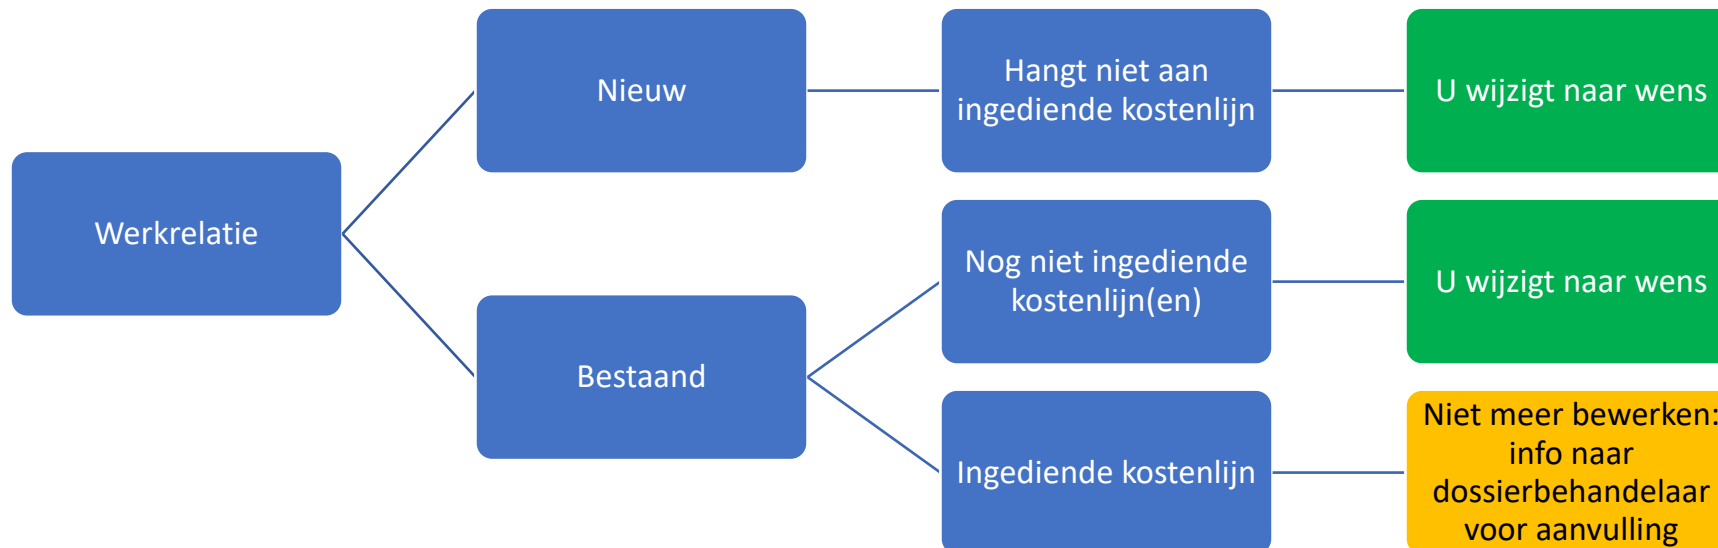 Werkrelatie
Nieuw
Hangt niet aan
ingediende kostenlijn
U wijzigt naar wens
Bestaand
Nog niet ingediende
kostenlijn(en)
U wijzigt naar wens
Ingediende kostenlijn
Niet meer bewerken:
info naar
dossierbehandelaar
voor aanvulling